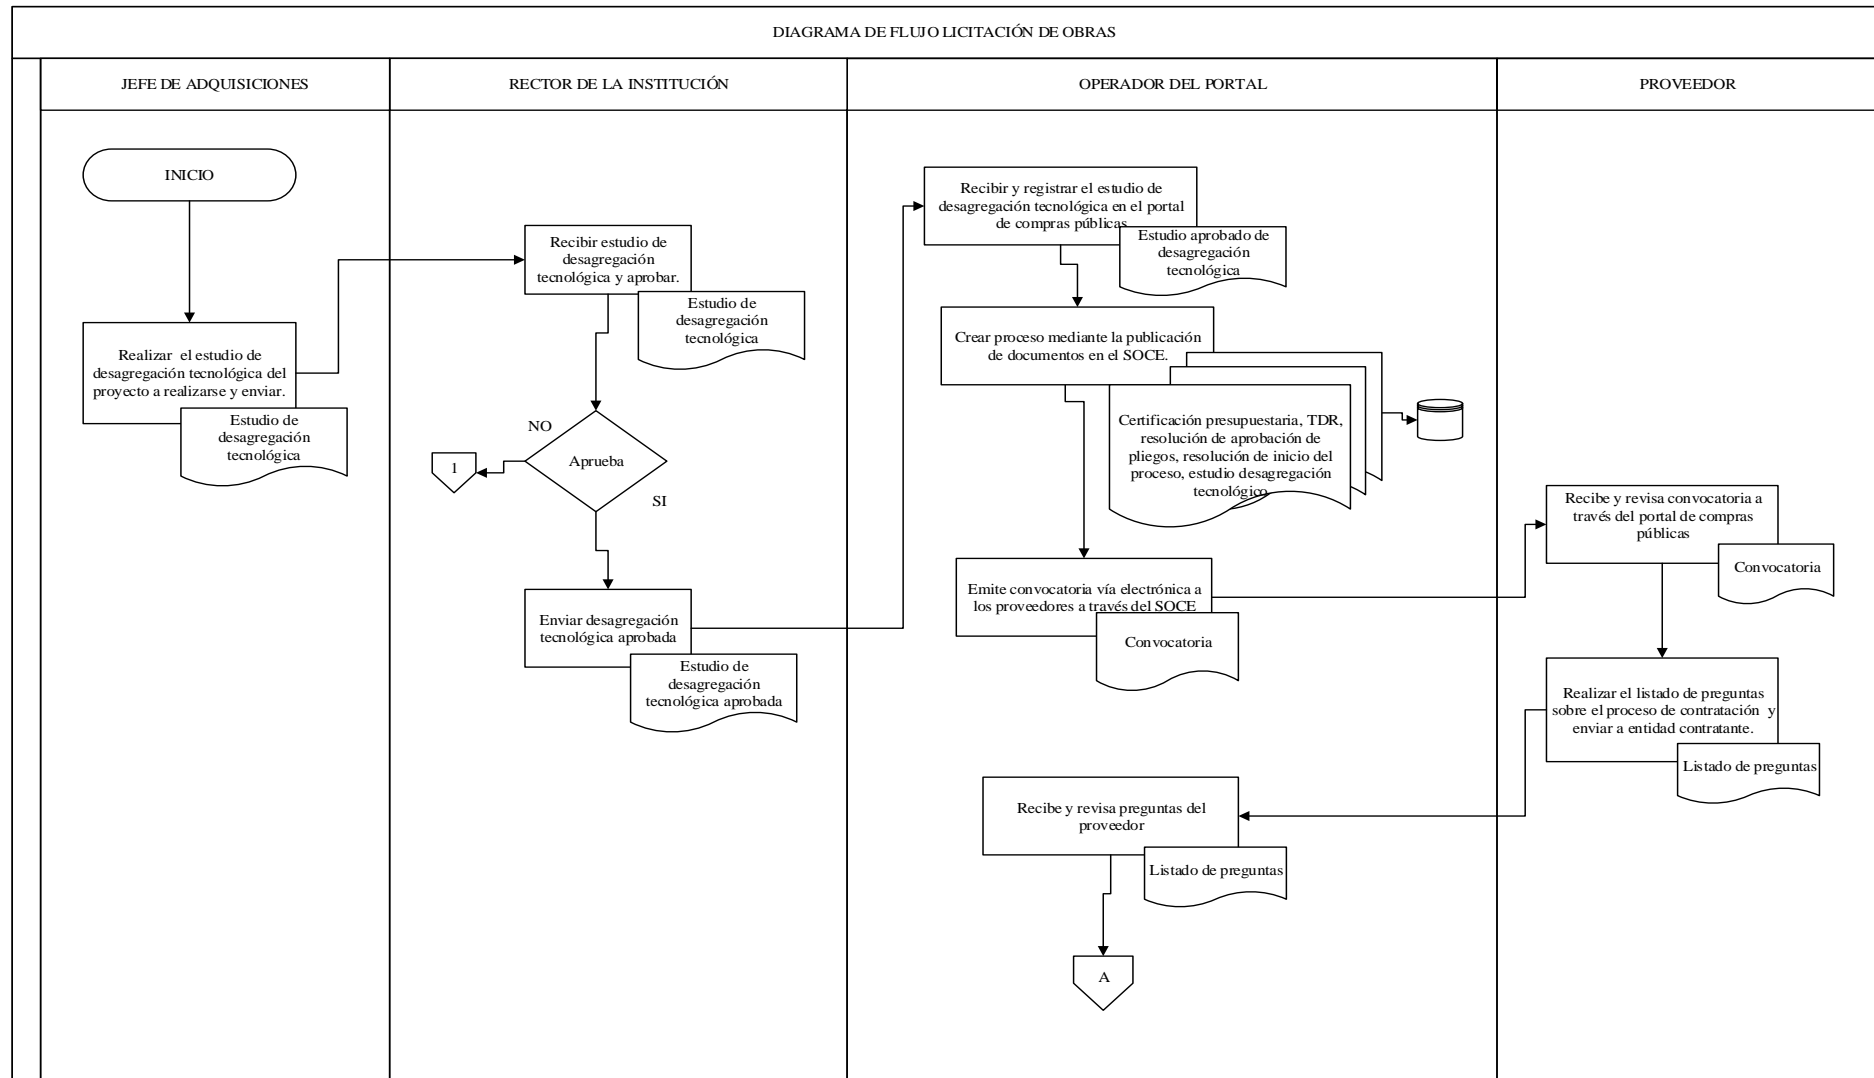 DIAGRAMA DE FLUJO LICITACIÓN DE OBRAS
JEFE DE ADQUISICIONES
RECTOR DE LA INSTITUCIÓN
OPERADOR DEL PORTAL
PROVEEDOR
INICIO
Realizar el estudio de
desagregación tecnológica del
proyecto a realizarse y enviar.
Estudio de
desagregación
tecnológica
Recibir estudio de
desagregación
tecnológica y aprobar.
Estudio de
desagregación
tecnológica
NO
Aprueba
1
SI
Enviar desagregación
tecnológica aprobada
Estudio de
desagregación
tecnológica aprobada
Recibir y registrar el estudio de
desagregación tecnológica en el portal
de compras públicas
Estudio aprobado de
desagregación
tecnológica
Crear proceso mediante la publicación
de documentos en el SOCE.
Certificación presupuestaria, TDR,
resolución de aprobación de
pliegos, resolución de inicio del
proceso, estudio desagregación
tecnológico
Emite convocatoria vía electrónica a
los proveedores a través del SOCE
Convocatoria
Recibe y revisa convocatoria a
través del portal de compras
públicas
Convocatoria
Realizar el listado de preguntas
sobre el proceso de contratación y
enviar a entidad contratante.
Listado de preguntas
Recibe y revisa preguntas del
proveedor
Listado de preguntas
A